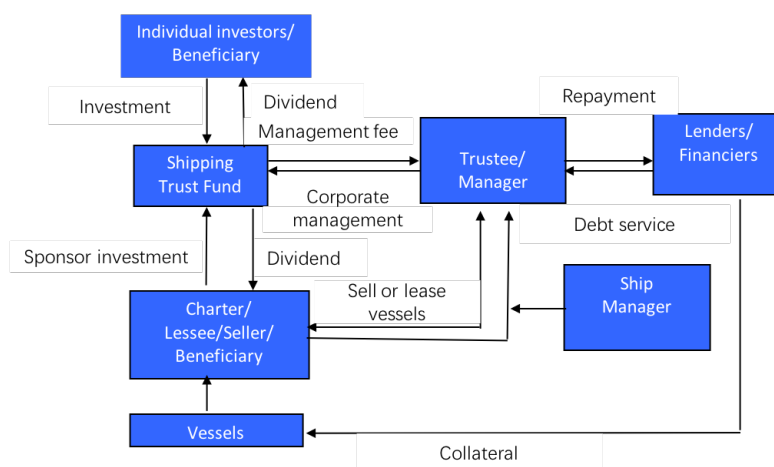 Individual investors/
Beneficiary
Investment
Dividend
Management fee
Repayment
Shipping
Trust Fund
Trustee/
Manager
Lenders/
Financiers
Corporate
management
Debt service
Sponsor investment
Dividend
Sell or lease
vessels
Ship
Manager
Charter/
Lessee/Seller/
Beneficiary
Vessels
Collateral